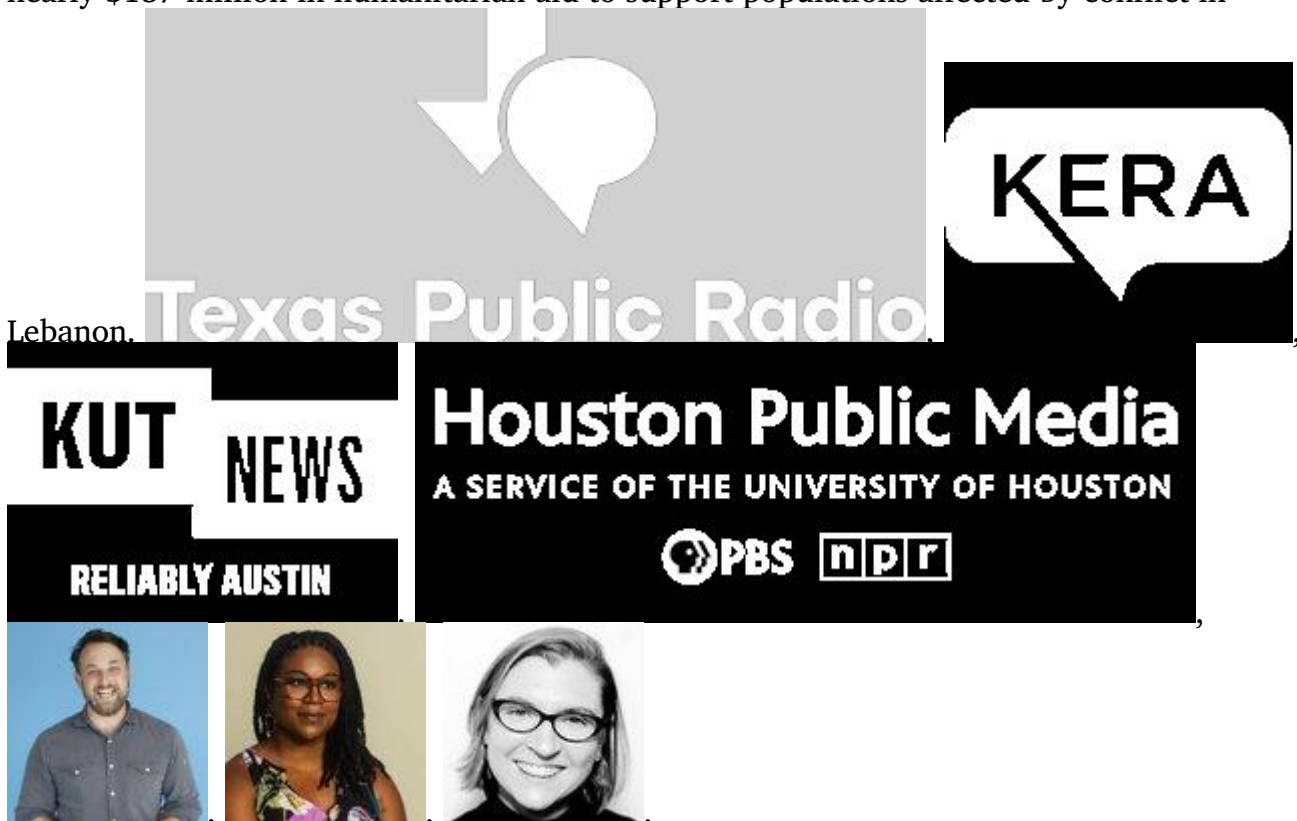 nearly $157 million in humanitarian aid to support populations affected by conflict in
Lebanon. Texas Public Radio, KERA,
KUT
NEWS
RELIABLY AUSTIN,
Houston Public Media
A SERVICE OF THE UNIVERSITY OF HOUSTON
PBS npr,